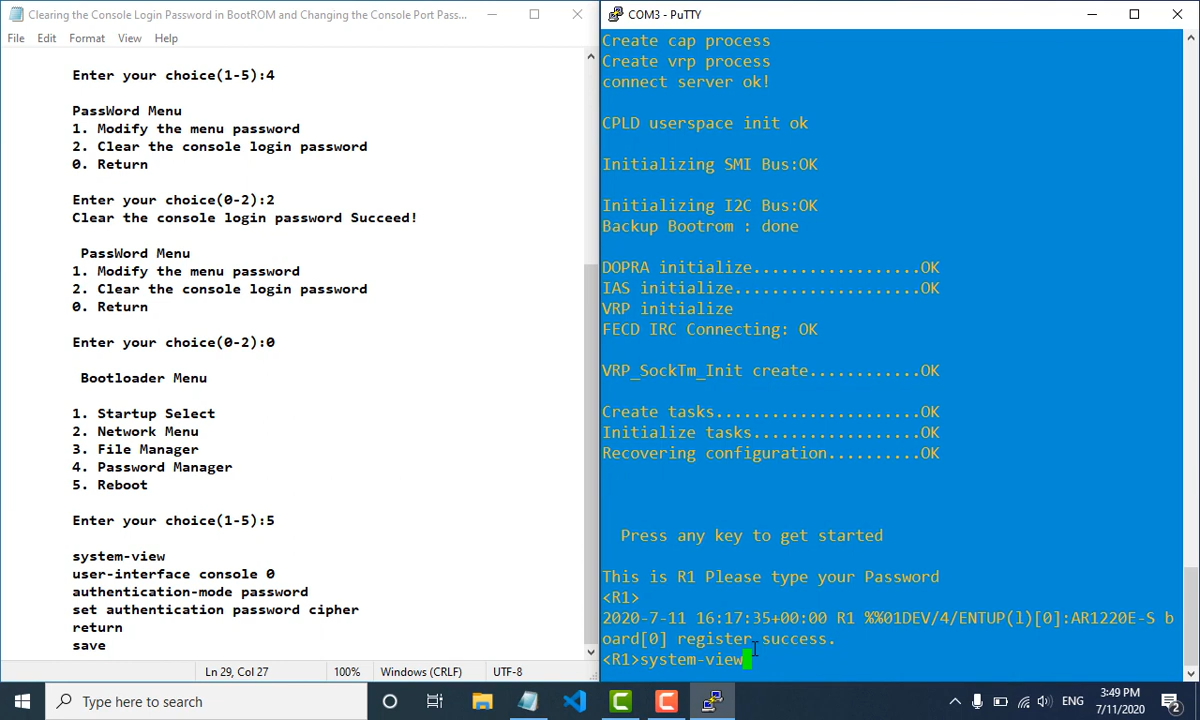 Clearing the Console Login Password in BootROM and Changing the Console Port Pass...
File Edit Format View Help
Enter your choice(1-5):4
PassWord Menu
1. Modify the menu password
2. Clear the console login password
0. Return
Enter your choice(0-2):2
Clear the console login password Succeed!
PassWord Menu
1. Modify the menu password
2. Clear the console login password
0. Return
Enter your choice(0-2):0
Bootloader Menu
1. Startup Select
2. Network Menu
3. File Manager
4. Password Manager
5. Reboot
Enter your choice(1-5):5
system-view
user-interface console 0
authentication-mode password
set authentication password cipher
return
save
Ln 29, Col 27 100% Windows (CRLF) UTF-8
COM3 - PuTTY
Create cap process
Create vrp process
connect server ok!
CPLD userspace init ok
Initializing SMI Bus:OK
Initializing I2C Bus:OK
Backup Bootrom : done
DOPRA initialize...................OK
IAS initialize.....................OK
VRP initialize
FECD IRC Connecting: OK
VRP_SockTm_Init create.............OK
Create tasks.......................OK
Initialize tasks...................OK
Recovering configuration...........OK
Press any key to get started
This is R1 Please type your Password
<R1>
2020-7-11 16:17:35+00:00 R1 %%01DEV/4/ENTUP(l)[0]:AR1220E-S b
oard[0] register success.
<R1>system-view
Type here to search
ENG
3:49 PM
7/11/2020
2